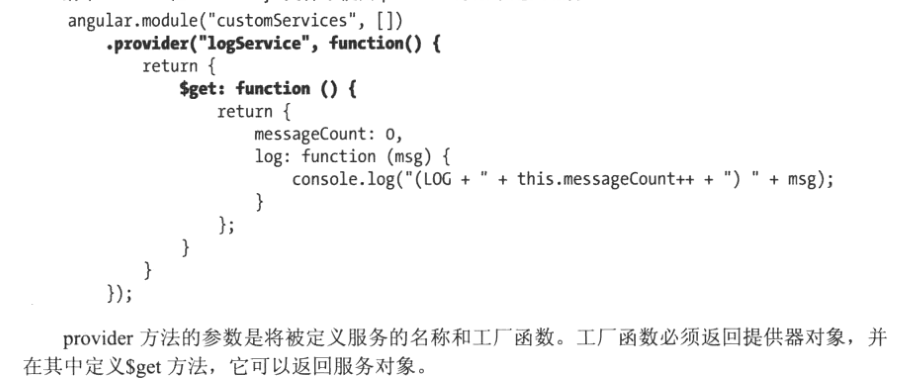 angular.module("customServices", [])
.provider("logService", function() {
return {
$get: function () {
return {
messageCount: 0,
log: function (msg) {
console.log("(LOG + " + this.messageCount++ + ") " + msg);
}
};
}
}
});
provider 方法的参数是将被定义服务的名称和工厂函数。工厂函数必须返回提供器对象，并
在其中定义$get 方法，它可以返回服务对象。